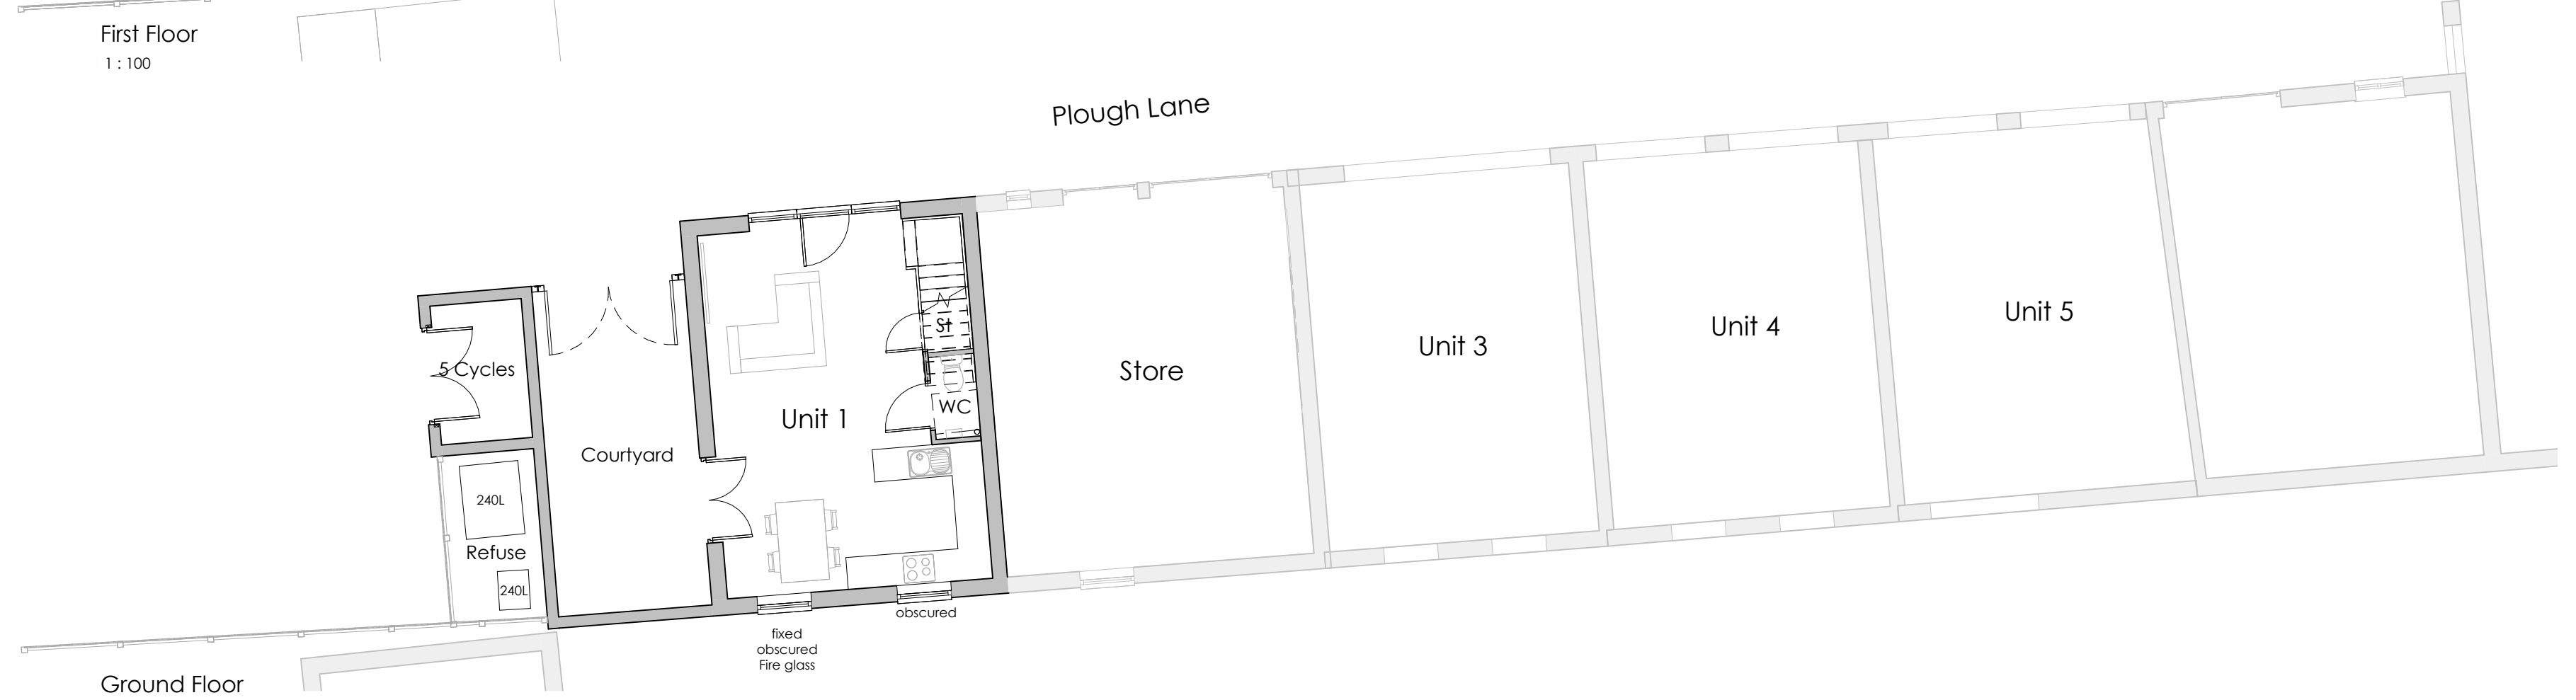 First Floor
1 : 100
Plough Lane
Unit 5
Unit 4
St
Unit 3
5 Cycles
Store
WC
Unit 1
Courtyard
240L
Refuse
240L
obscured
fixed
obscured
Fire glass
Ground Floor